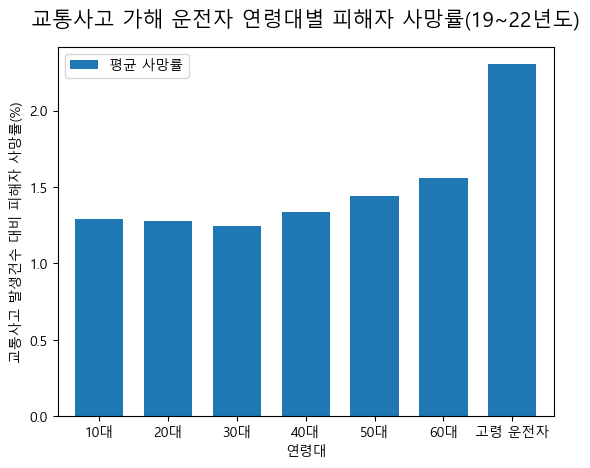 교통사고 가해 운전자 연령대별 피해자 사망률(19~22년도)
평균 사망률
교통사고 발생건수 대비 피해자 사망률(%)
2.0
1.5
1.0
0.5
0.0
10대 20대 30대 40대 50대 60대 고령 운전자
연령대